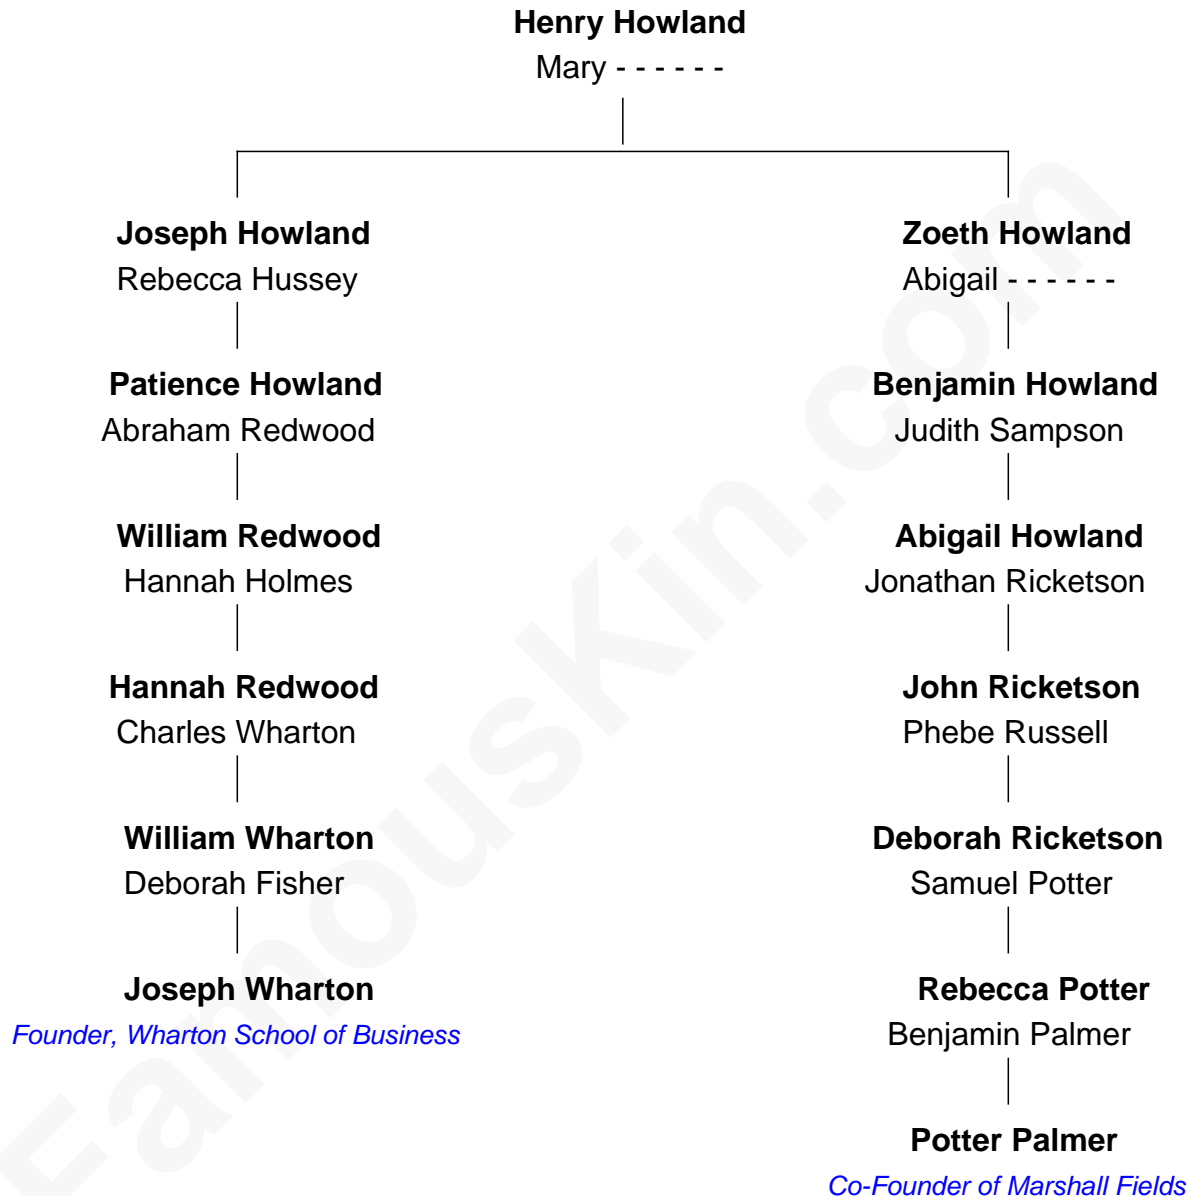 Henry Howland
Mary - - - - - -
Joseph Howland
Rebecca Hussey
Zoeth Howland
Abigail - - - - - -
Patience Howland
Abraham Redwood
Benjamin Howland
Judith Sampson
William Redwood
Hannah Holmes
Abigail Howland
Jonathan Ricketson
Hannah Redwood
Charles Wharton
John Ricketson
Phebe Russell
William Wharton
Deborah Fisher
Deborah Ricketson
Samuel Potter
Joseph Wharton
Founder, Wharton School of Business
Rebecca Potter
Benjamin Palmer
Potter Palmer
Co-Founder of Marshall Fields
FamousKin.com